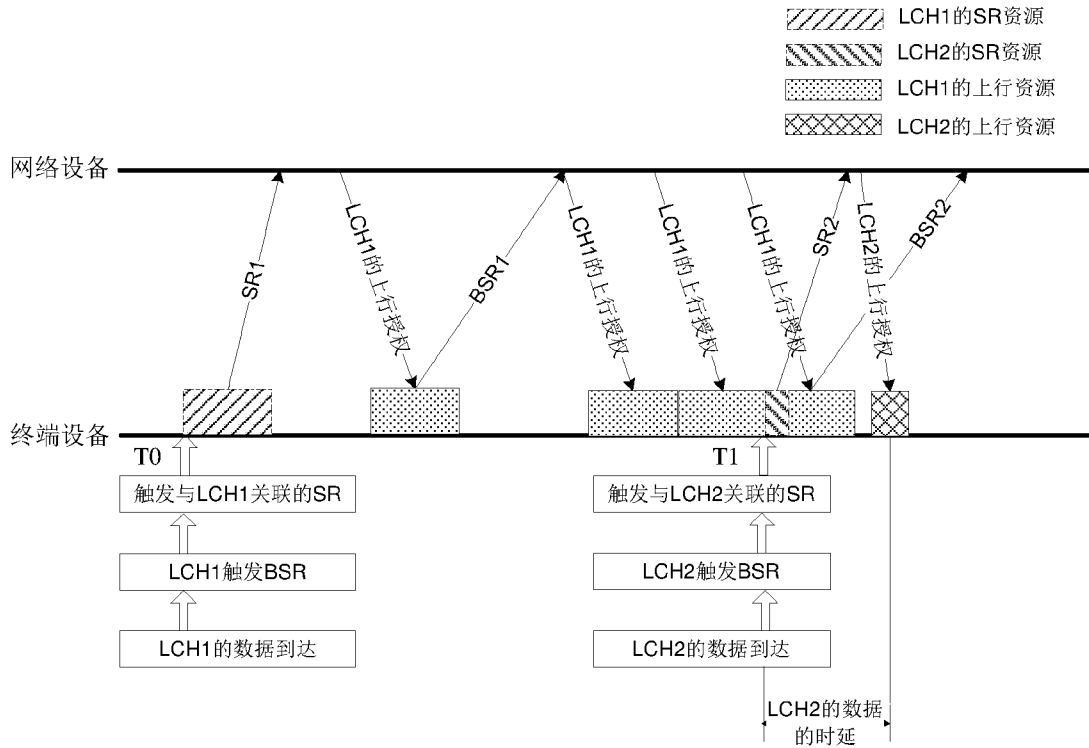 LCH1的SR资源
LCH2的SR资源
LCH1的上行资源
LCH2的上行资源
网络设备
SR1
LCH1的上行授权
BSR1
LCH1的上行授权
LCH1的上行授权
LCH1的上行授权
SR2
LCH2的上行授权
BSR2
终端设备
T0
T1
触发与LCH1关联的SR
触发与LCH2关联的SR
LCH1触发BSR
LCH2触发BSR
LCH1的数据到达
LCH2的数据到达
LCH2的数据
的时延